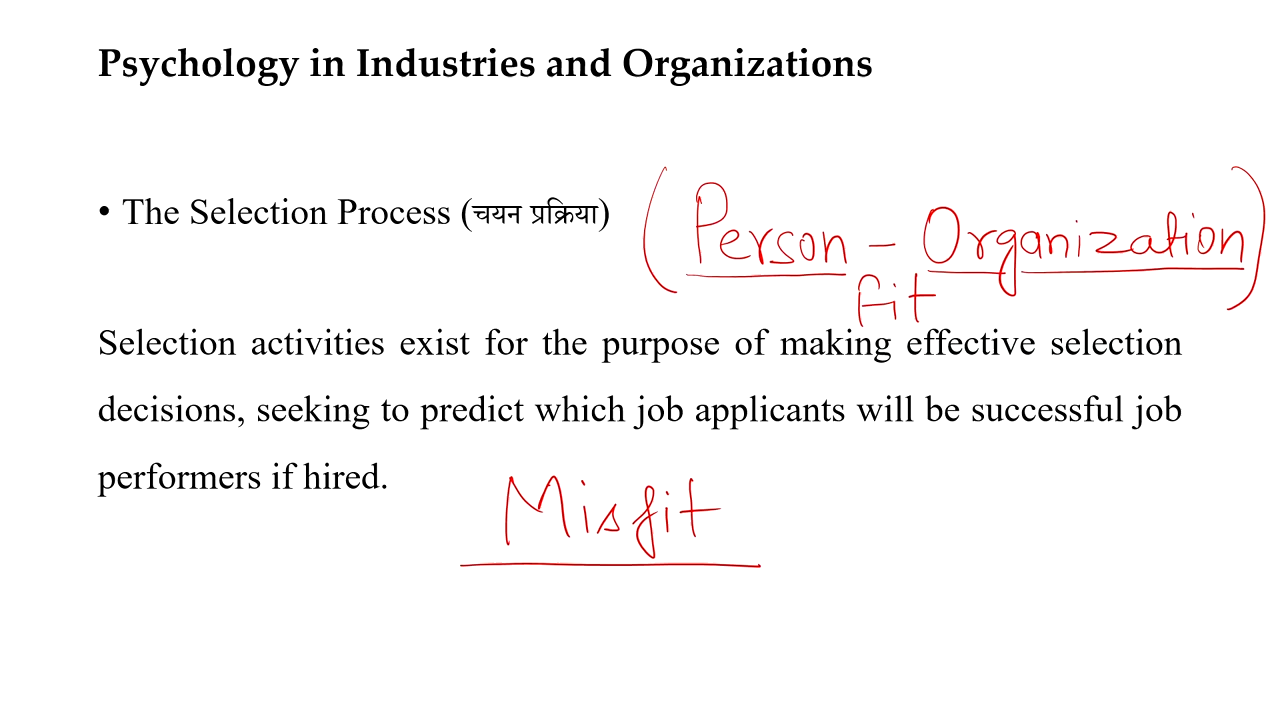 Psychology in Industries and Organizations
• The Selection Process (चयन प्रक्रिया)
(Person - Organization)
fit
Selection activities exist for the purpose of making effective selection
decisions, seeking to predict which job applicants will be successful job
performers if hired.
Misfit